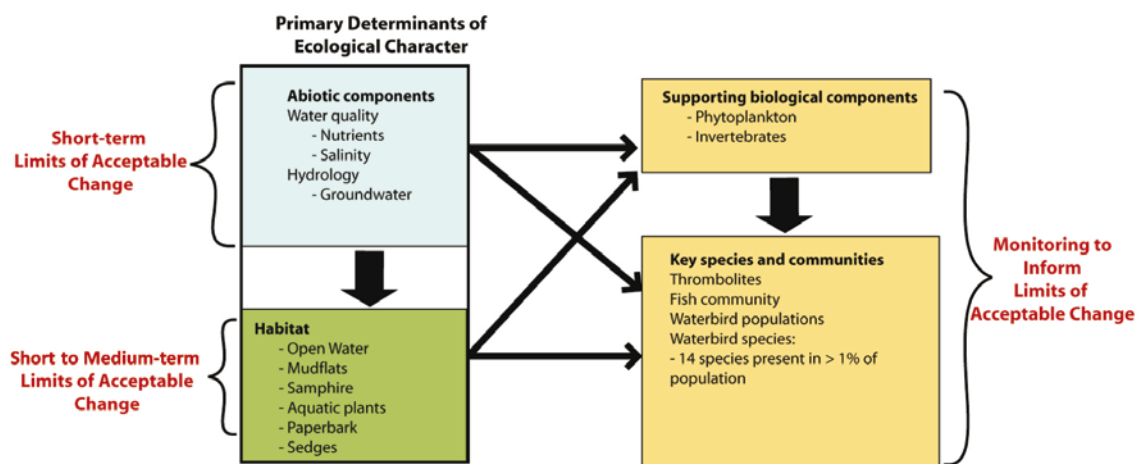 Primary Determinants of
Ecological Character
Short-term
Limits of Acceptable
Change
Abiotic components
Water quality
- Nutrients
- Salinity
Hydrology
- Groundwater
Short to Medium-term
Limits of Acceptable
Change
Habitat
- Open Water
- Mudflats
- Samphire
- Aquatic plants
- Paperbark
- Sedges
Supporting biological components
- Phytoplankton
- Invertebrates
Key species and communities
Thrombolites
Fish community
Waterbird populations
Waterbird species:
- 14 species present in > 1% of
population
Monitoring to
Inform
Limits of
Acceptable Change